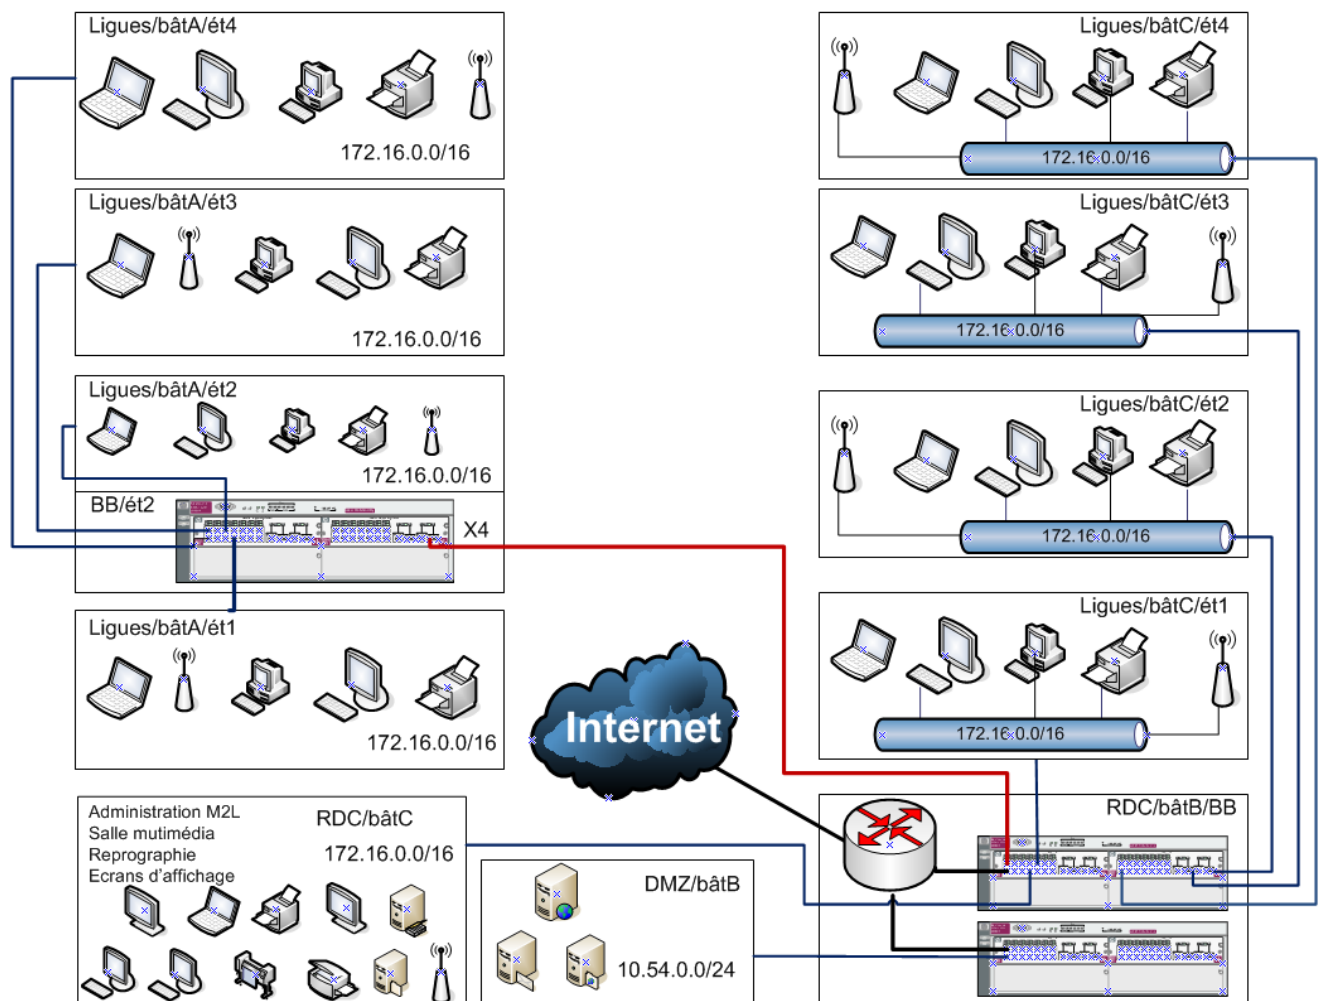 Ligues/bâtA/ét4
172.16.0.0/16
Ligues/bâtA/ét3
172.16.0.0/16
Ligues/bâtA/ét2
172.16.0.0/16
BB/ét2
X4
Ligues/bâtA/ét1
172.16.0.0/16
Administration M2L
Salle mutimédia
Reprographie
Ecrans d'affichage
RDC/bâtC
172.16.0.0/16
Internet
DMZ/bâtB
10.54.0.0/24
Ligues/bâtC/ét4
172.16.0.0/16
Ligues/bâtC/ét3
172.16.0.0/16
Ligues/bâtC/ét2
172.16.0.0/16
Ligues/bâtC/ét1
172.16.0.0/16
RDC/bâtB/BB